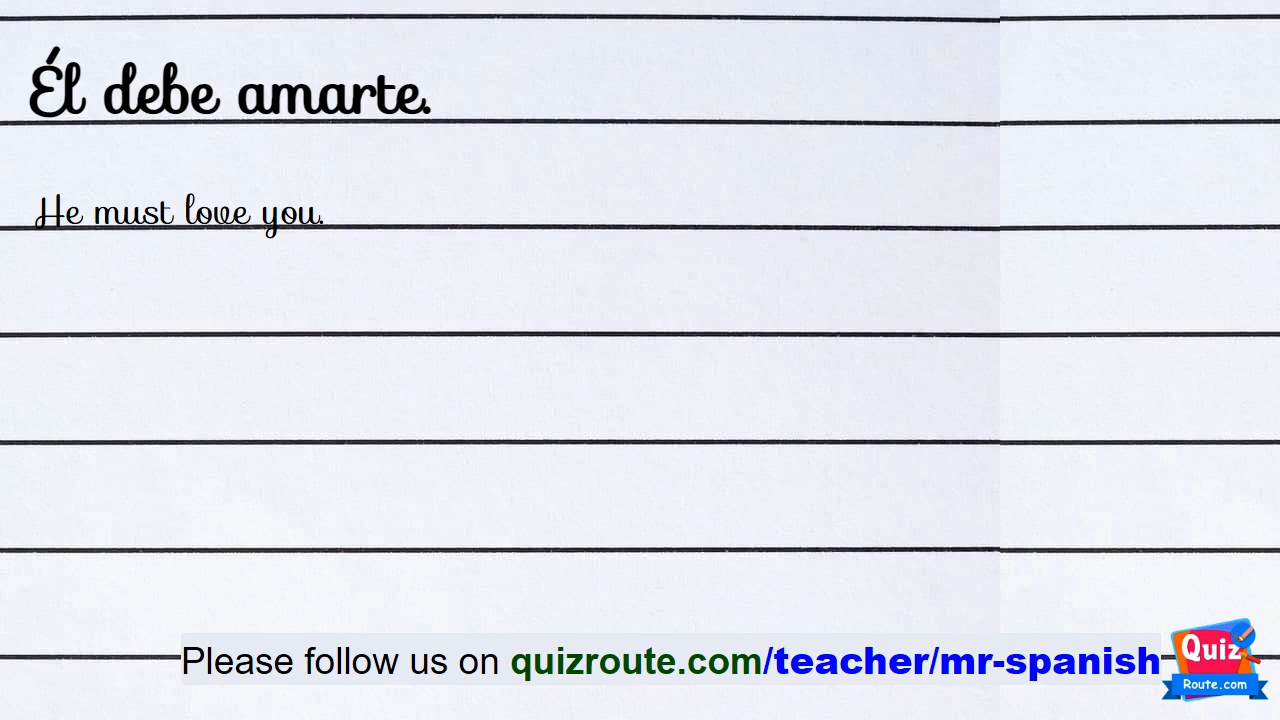 Él debe amarte.
He must love you.
Please follow us on quizroute.com/teacher/mr-spanish
Quiz
Route.com